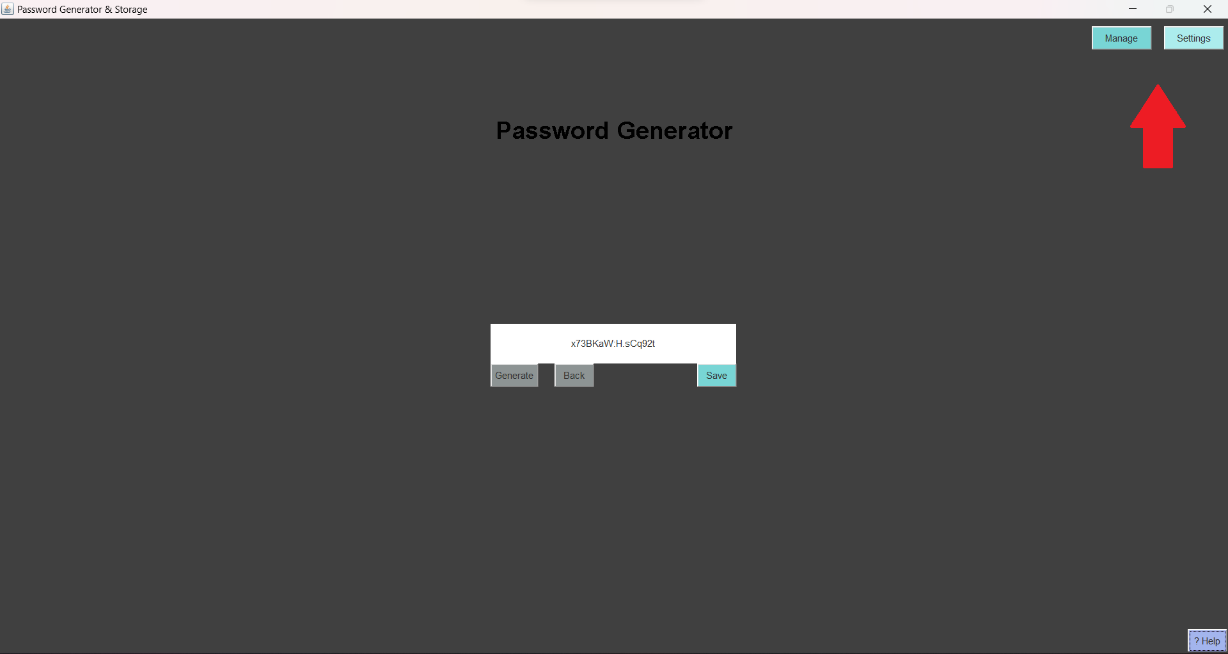 Password Generator & Storage
Manage Settings
Password Generator
x73BKaW:H.sCq92t
Generate Back Save
? Help